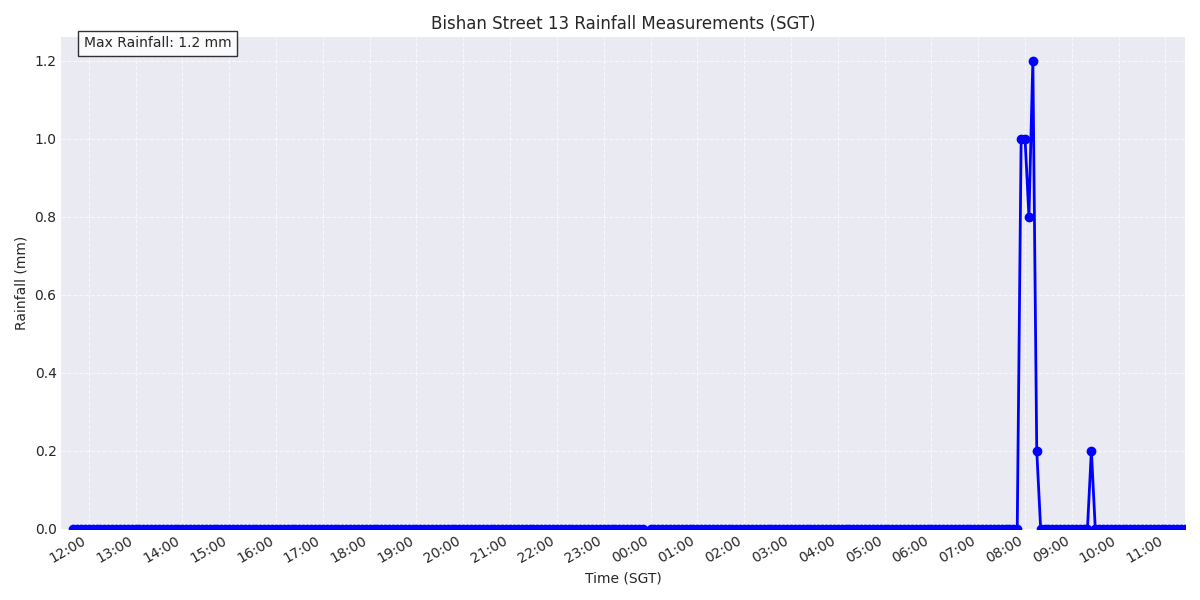 Bishan Street 13 Rainfall Measurements (SGT)
Max Rainfall: 1.2 mm
1.2
1.0
0.8
0.6
0.4
0.2
0.0
Rainfall (mm)
12:00 13:00 14:00 15:00 16:00 17:00 18:00 19:00 20:00 21:00 22:00 23:00 00:00 01:00 02:00 03:00 04:00 05:00 06:00 07:00 08:00 09:00 10:00 11:00
Time (SGT)